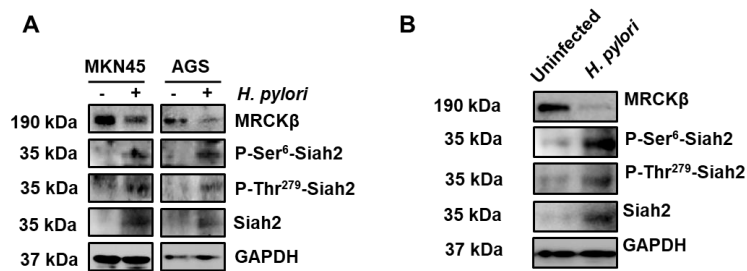 A
MKN45 AGS
- + - + H. pylori
190 kDa MRCKβ
35 kDa P-Ser⁶-Siah2
35 kDa P-Thr²⁷⁹-Siah2
35 kDa Siah2
37 kDa GAPDH
B
Uninfected H. pylori
190 kDa MRCKβ
35 kDa P-Ser⁶-Siah2
35 kDa P-Thr²⁷⁹-Siah2
35 kDa Siah2
37 kDa GAPDH